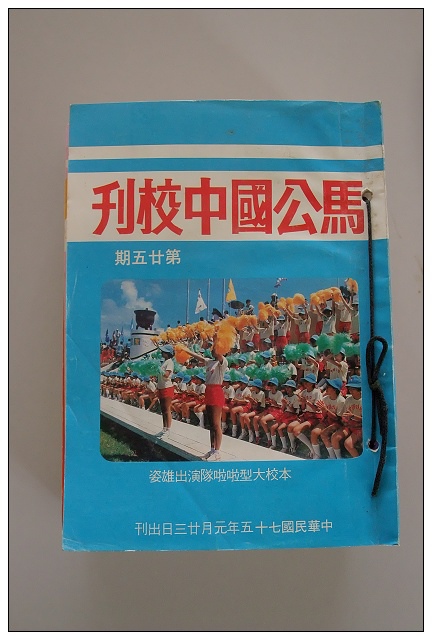 馬公國中校刊
第廿五期
本校大型啦啦隊演出雄姿
中華民國七十五年元月廿三日出刊